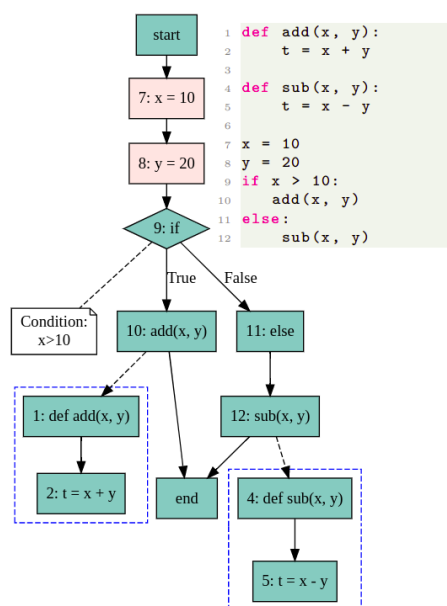 start
7: x = 10
8: y = 20
9: if
True
False
Condition:
x>10
10: add(x, y)
11: else
1: def add(x, y)
12: sub(x, y)
2: t = x + y
end
4: def sub(x, y)
5: t = x - y
1 def add(x, y):
2 t = x + y
3
4 def sub(x, y):
5 t = x - y
6
7 x = 10
8 y = 20
9 if x > 10:
10 add(x, y)
11 else:
12 sub(x, y)